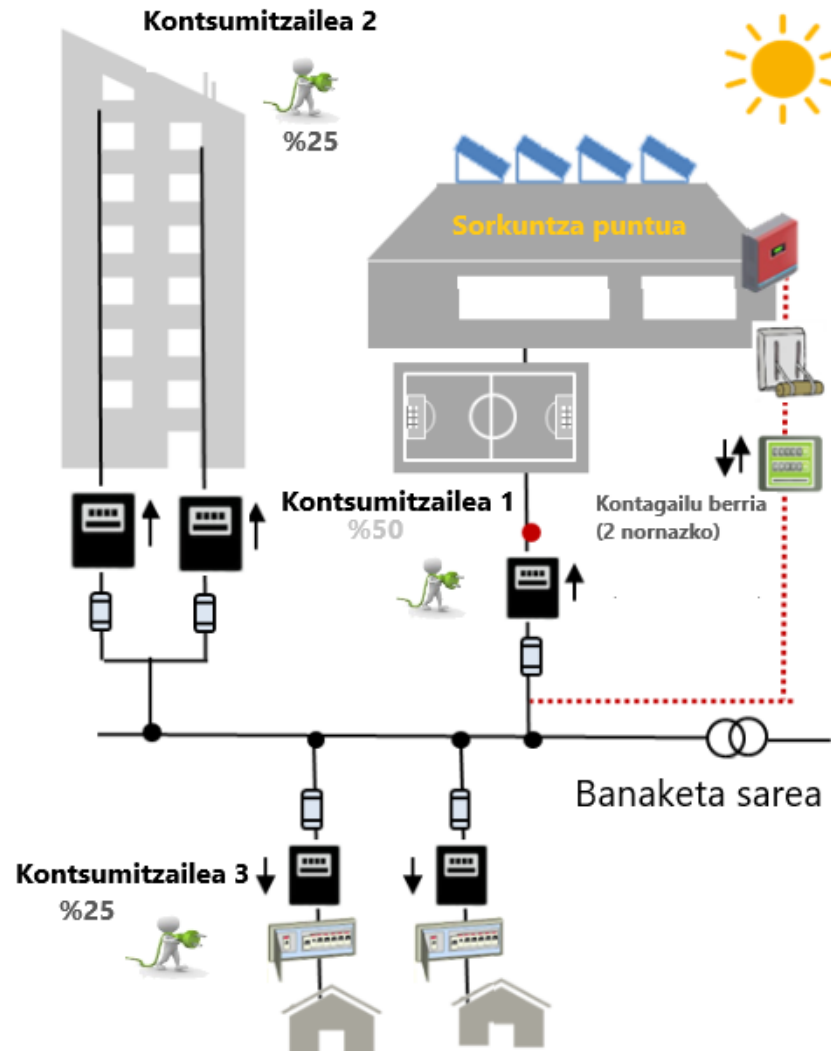 Kontsumitzailea 2
%25
Sorkuntza puntua
Kontsumitzailea 1
%50
Kontagailu berria
(2 nornazko)
Banaketa sarea
Kontsumitzailea 3
%25